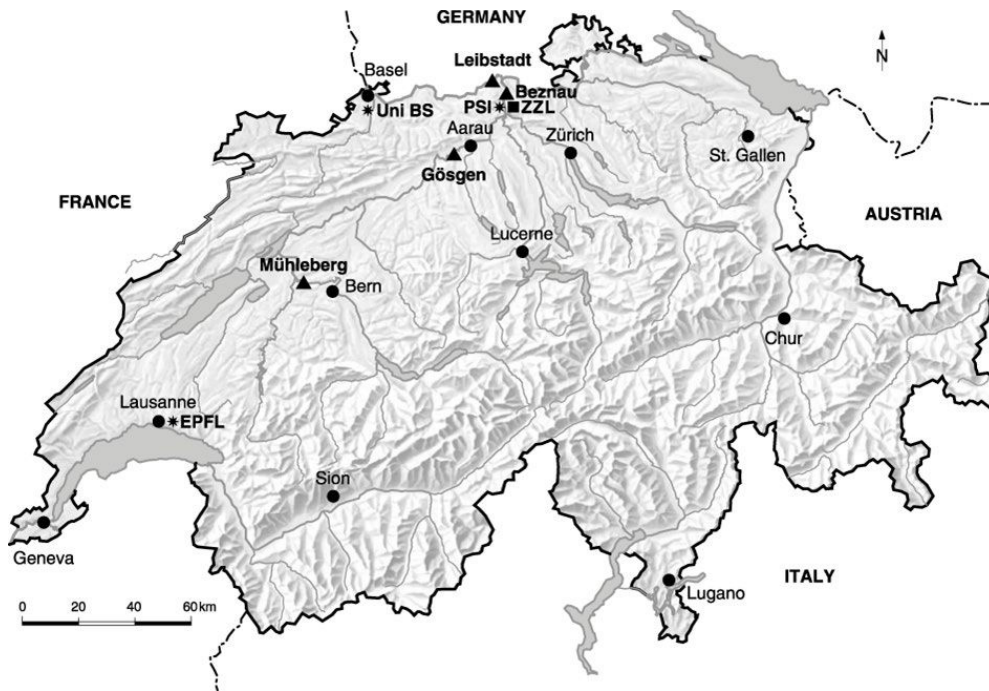 GERMANY
N
Leibstadt
Basel
Beznau
Uni BS
PSI
ZZL
Aarau
Zürich
St. Gallen
Gösgen
FRANCE
AUSTRIA
Lucerne
Mühleberg
Bern
Chur
Lausanne
EPFL
Sion
Geneva
ITALY
Lugano
0 20 40 60 km